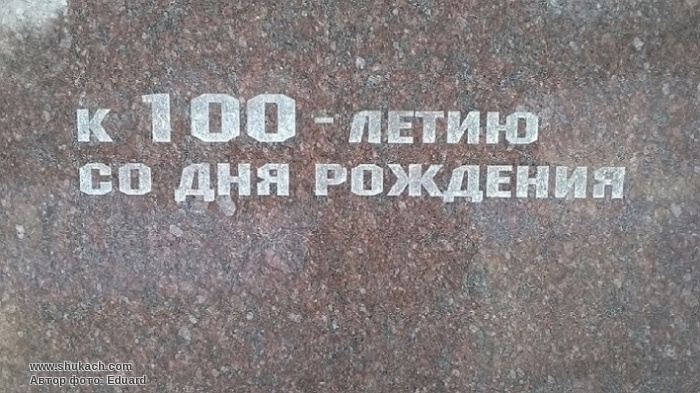 К 100 - ЛЕТИЮ
СО ДНЯ РОЖДЕНИЯ
www.shukach.com
Автор фото: Eduard